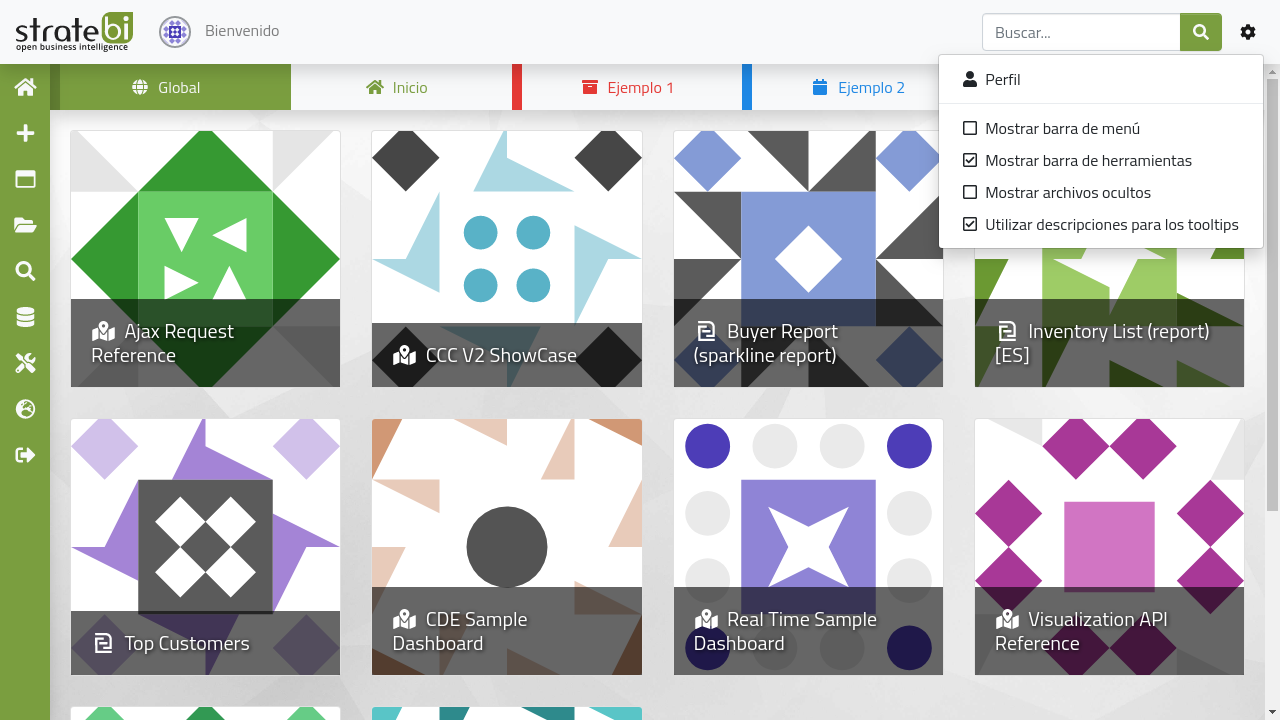 stratebi
open business intelligence
Bienvenido
Buscar...
Perfil
Mostrar barra de menú
Mostrar barra de herramientas
Mostrar archivos ocultos
Utilizar descripciones para los tooltips
Global
Inicio
Ejemplo 1
Ejemplo 2
Ajax Request
Reference
CCC V2 ShowCase
Buyer Report
(sparkline report)
Inventory List (report)
[ES]
Top Customers
CDE Sample
Dashboard
Real Time Sample
Dashboard
Visualization API
Reference